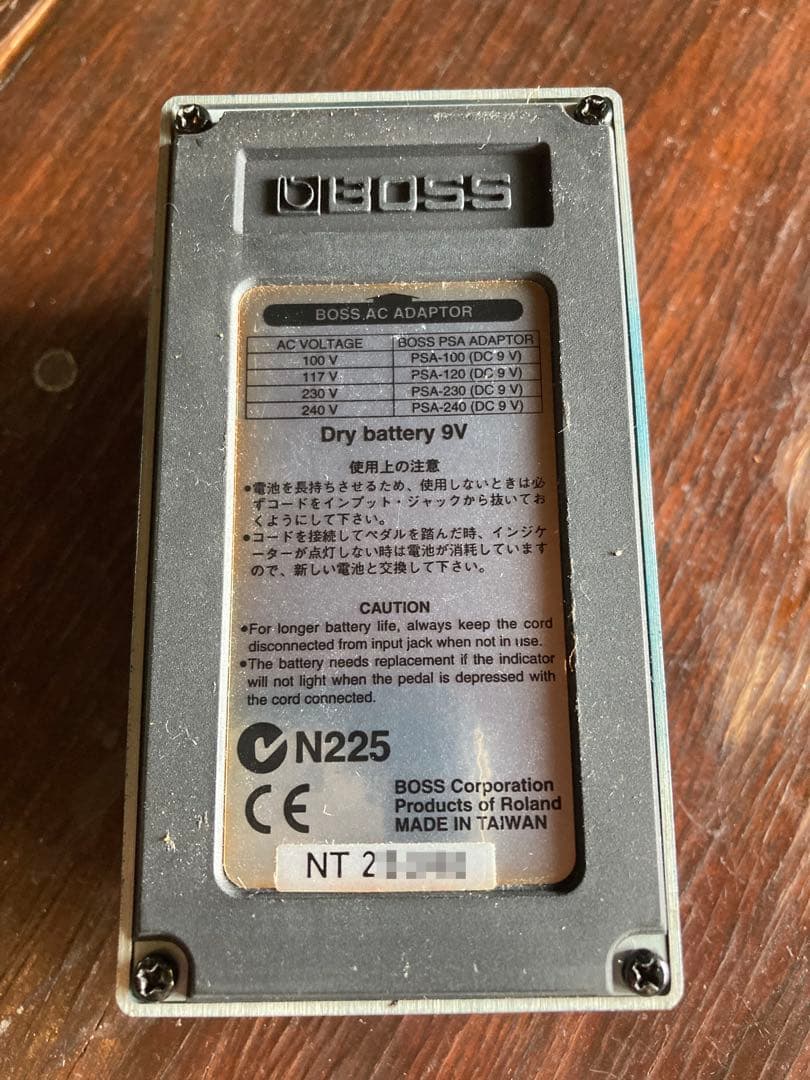 BOSS
BOSS AC ADAPTOR
AC VOLTAGE BOSS PSA ADAPTOR
100 V PSA-100 (DC 9 V)
117 V PSA-120 (DC 9 V)
230 V PSA-230 (DC 9 V)
240 V PSA-240 (DC 9 V)
Dry battery 9V
使用上の注意
●電池を長持ちさせるため、使用しないときは必
ずコードをインプット・ジャックから抜いてお
くようにして下さい。
●コードを接続してペダルを踏んだ時、インジケ
ーターが点灯しない時は電池が消耗しています
ので、新しい電池と交換して下さい。
CAUTION
●For longer battery life, always keep the cord
disconnected from input jack when not in use.
●The battery needs replacement if the indicator
will not light when the pedal is depressed with
the cord connected.
N225
CE
BOSS Corporation
Products of Roland
MADE IN TAIWAN
NT 2